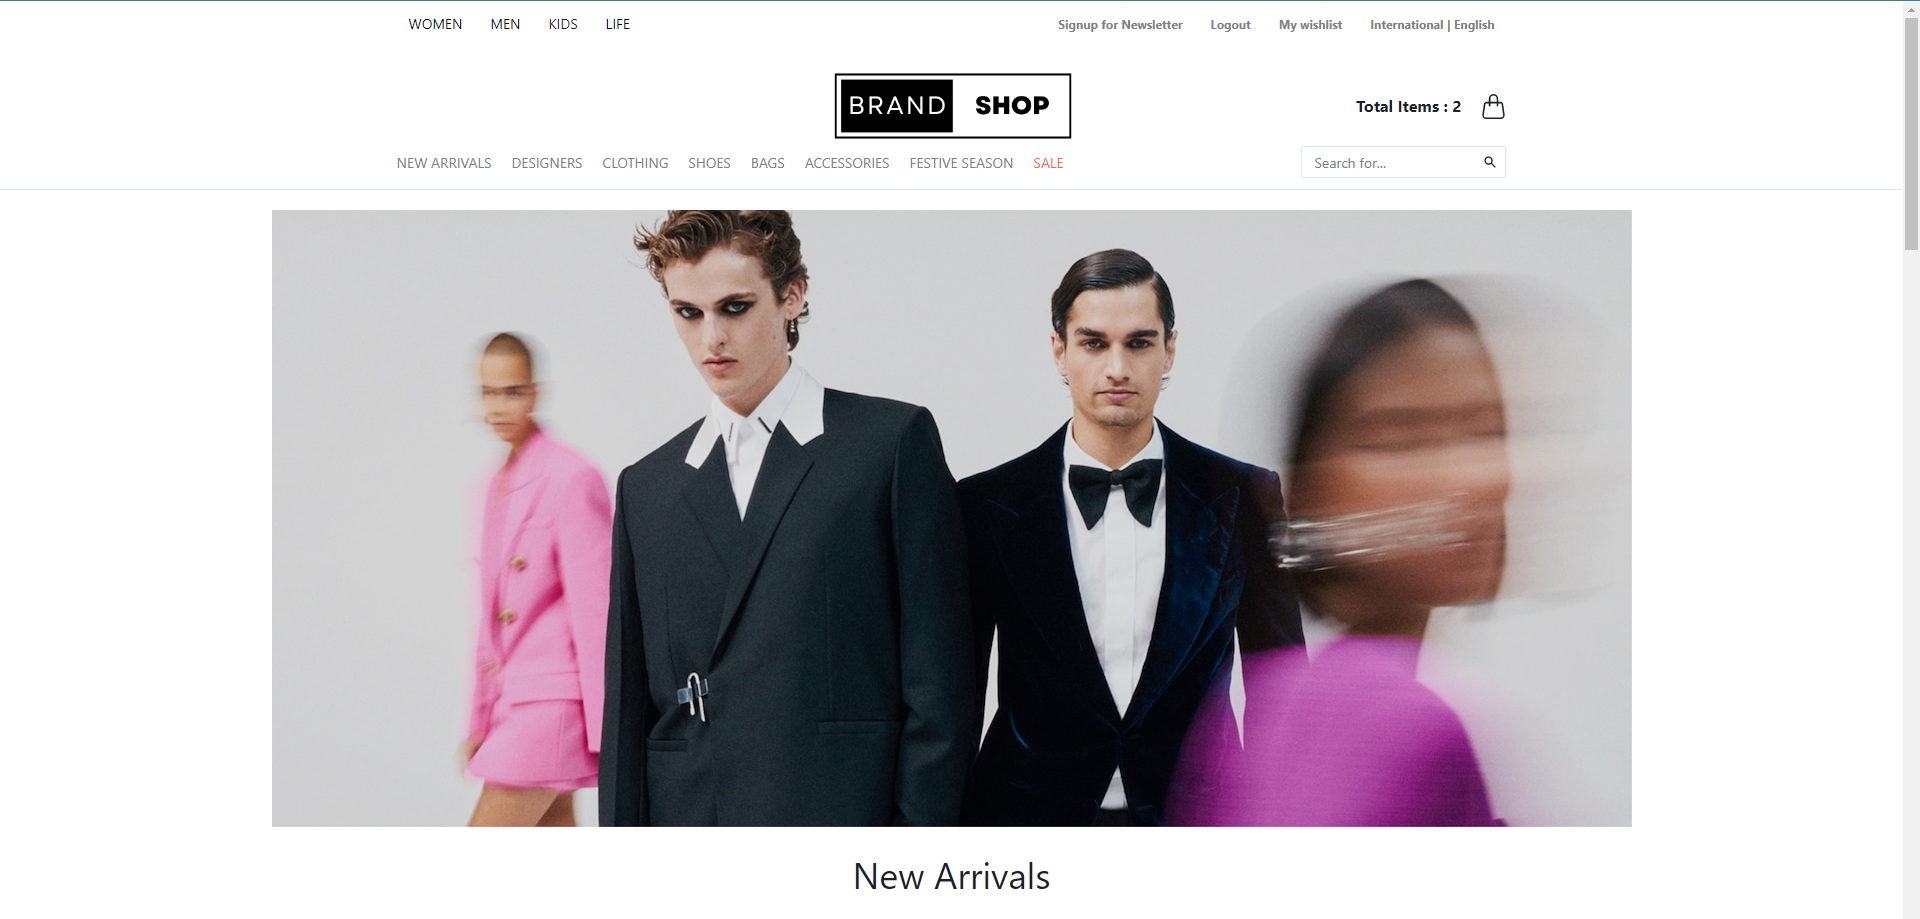 WOMEN MEN KIDS LIFE Signup for Newsletter Logout My wishlist International | English
BRAND SHOP
Total Items : 2
NEW ARRIVALS DESIGNERS CLOTHING SHOES BAGS ACCESSORIES FESTIVE SEASON SALE Search for...
New Arrivals